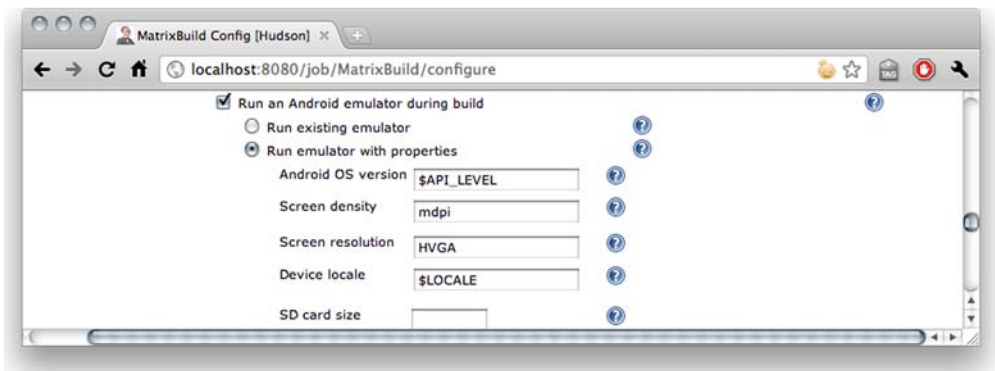 MatrixBuild Config [Hudson]
localhost:8080/job/MatrixBuild/configure
Run an Android emulator during build
Run existing emulator
Run emulator with properties
Android OS version $API_LEVEL
Screen density mdpi
Screen resolution HVGA
Device locale $LOCALE
SD card size